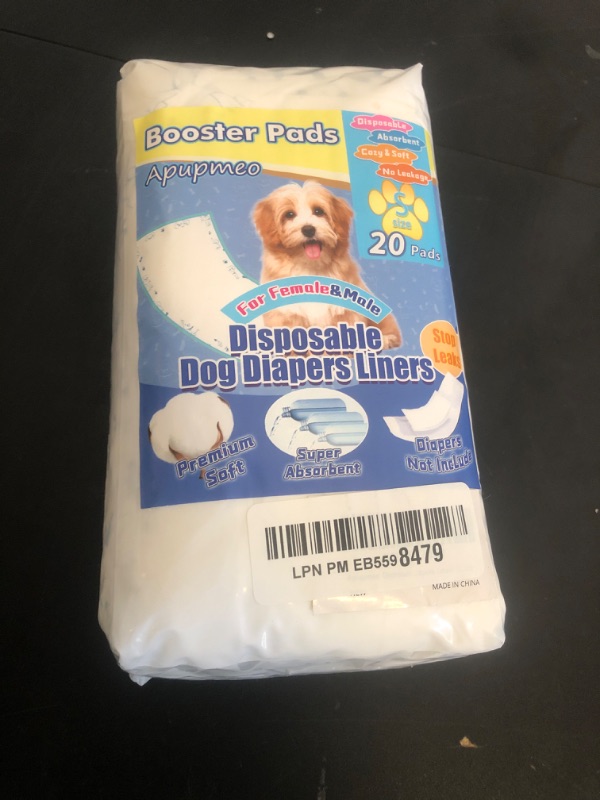 Booster Pads
Apupmeo
Disposable
Absorbent
Cozy & Soft
No Leakage
S
size
20 Pads
For Female&Male
Disposable
Dog Diapers Liners
Stop
Leaks
Premium
Soft
Super
Absorbent
Diapers
Not Includ
LPN PM EB5598479
MADE IN CHINA